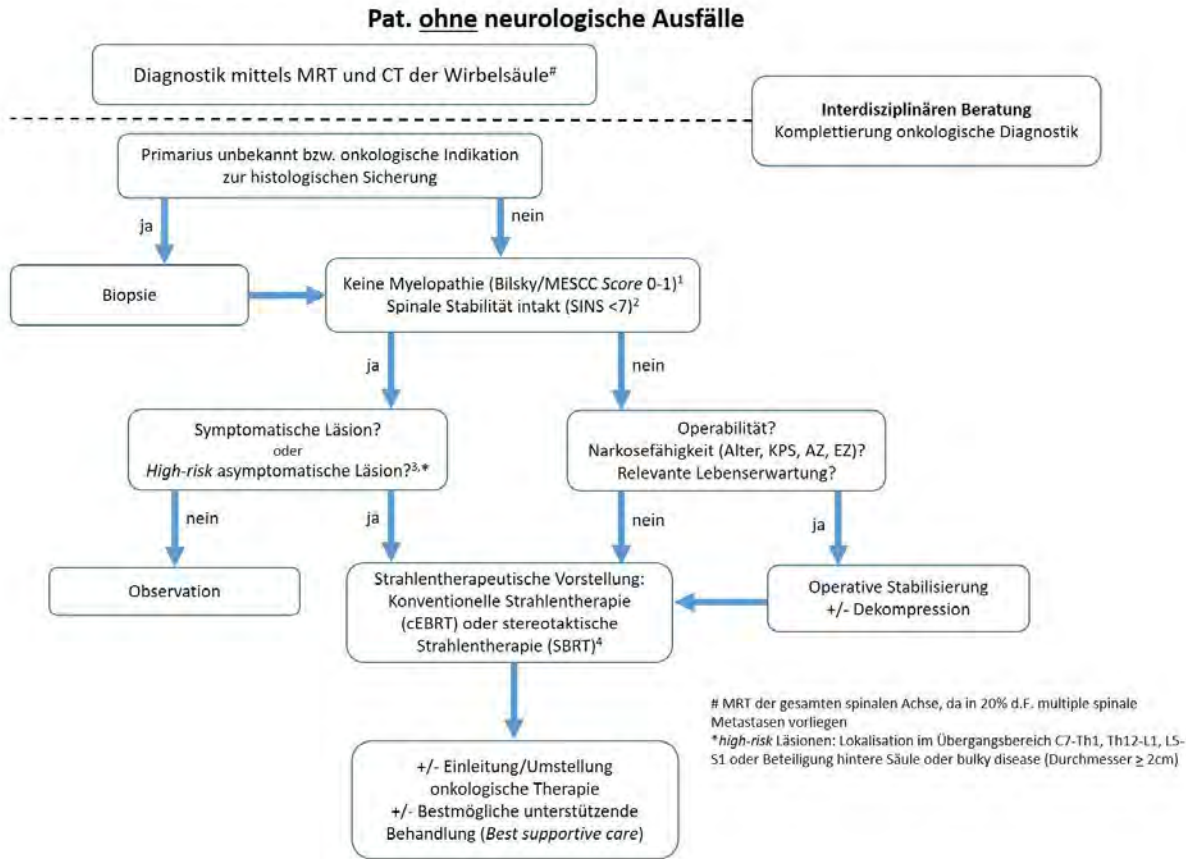 Pat. ohne neurologische Ausfälle
Diagnostik mittels MRT und CT der Wirbelsäule#
Interdisziplinären Beratung
Komplettierung onkologische Diagnostik
Primarius unbekannt bzw. onkologische Indikation
zur histologischen Sicherung
ja
nein
Biopsie
Keine Myelopathie (Bilsky/MESCC Score 0-1)1
Spinale Stabilität intakt (SINS <7)2
ja
nein
Symptomatische Läsion?
oder
High-risk asymptomatische Läsion?3,*
Operabilität?
Narkosefähigkeit (Alter, KPS, AZ, EZ)?
Relevante Lebenserwartung?
nein
ja
nein
ja
Observation
Strahlentherapeutische Vorstellung:
Konventionelle Strahlentherapie
(cEBRT) oder stereotaktische
Strahlentherapie (SBRT)4
Operative Stabilisierung
+/- Dekompression
# MRT der gesamten spinalen Achse, da in 20% d.F. multiple spinale
Metastasen vorliegen
*high-risk Läsionen: Lokalisation im Übergangsbereich C7-Th1, Th12-L1, L5-
S1 oder Beteiligung hintere Säule oder bulky disease (Durchmesser ≥ 2cm)
+/- Einleitung/Umstellung
onkologische Therapie
+/- Bestmögliche unterstützende
Behandlung (Best supportive care)